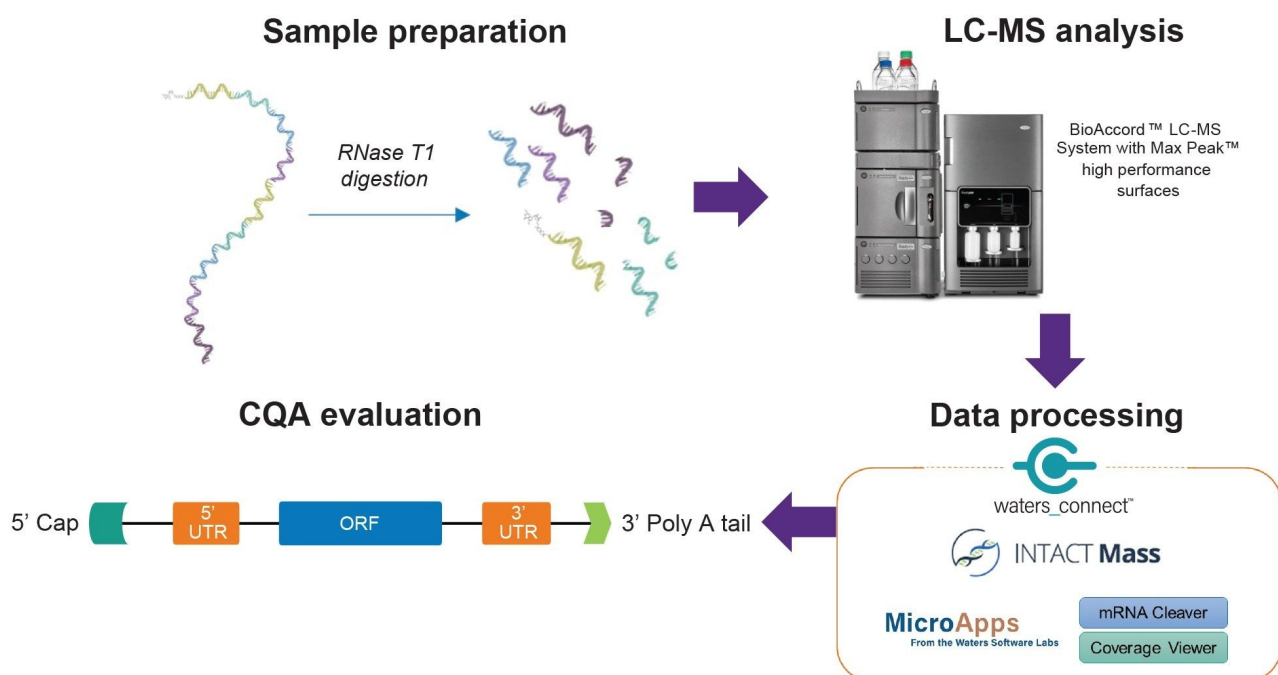 Sample preparation
RNase T1
digestion
LC-MS analysis
BioAccord™ LC-MS
System with Max Peak™
high performance
surfaces
CQA evaluation
5' Cap
5'
UTR
ORF
3'
UTR
3' Poly A tail
Data processing
waters_connect™
INTACT Mass
MicroApps
From the Waters Software Labs
mRNA Cleaver
Coverage Viewer